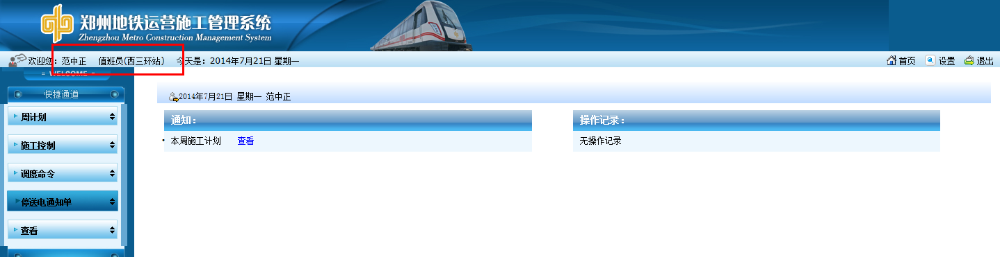 郑州地铁运营施工管理系统
Zhengzhou Metro Construction Management System
欢迎您: 范中正 值班员(西三环站) 今天是: 2014年7月21日 星期一 首页 设置 退出
= WELCOME =
快捷通道
周计划
施工控制
调度命令
停送电通知单
查看
2014年7月21日 星期一 范中正
通知:
• 本周施工计划 查看
操作记录:
无操作记录